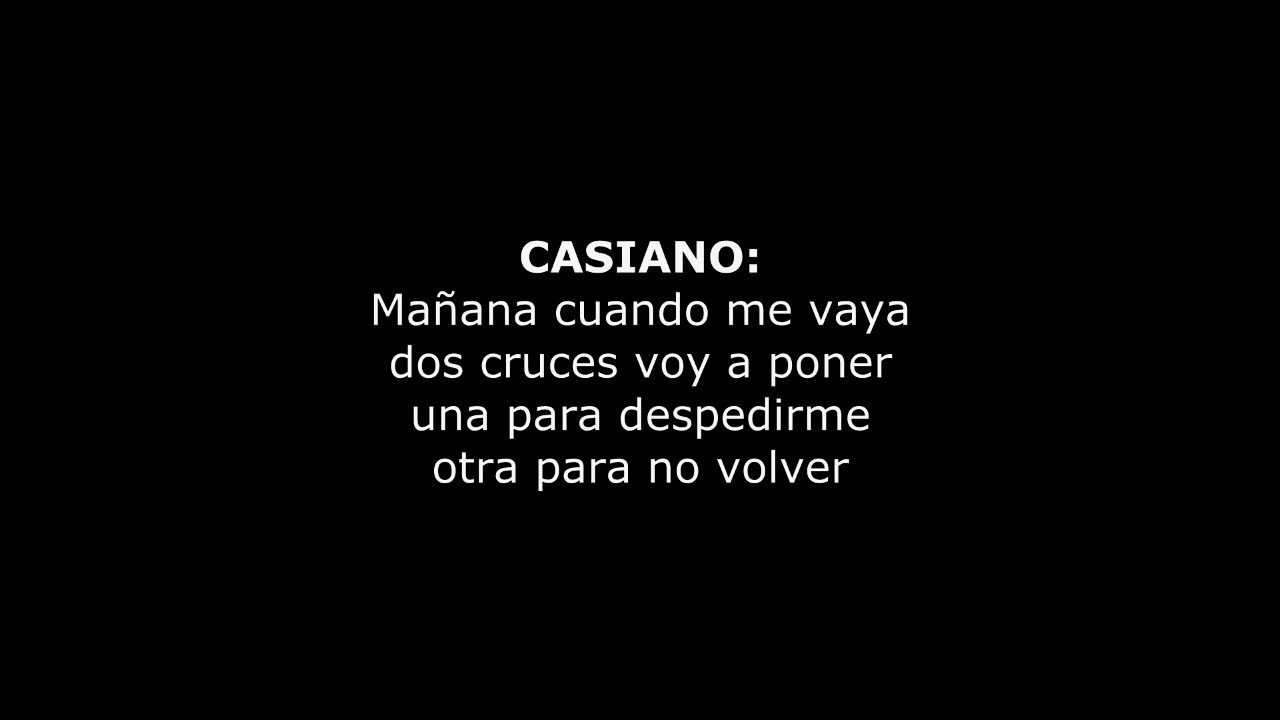 CASIANO:
Mañana cuando me vaya
dos cruces voy a poner
una para despedirme
otra para no volver